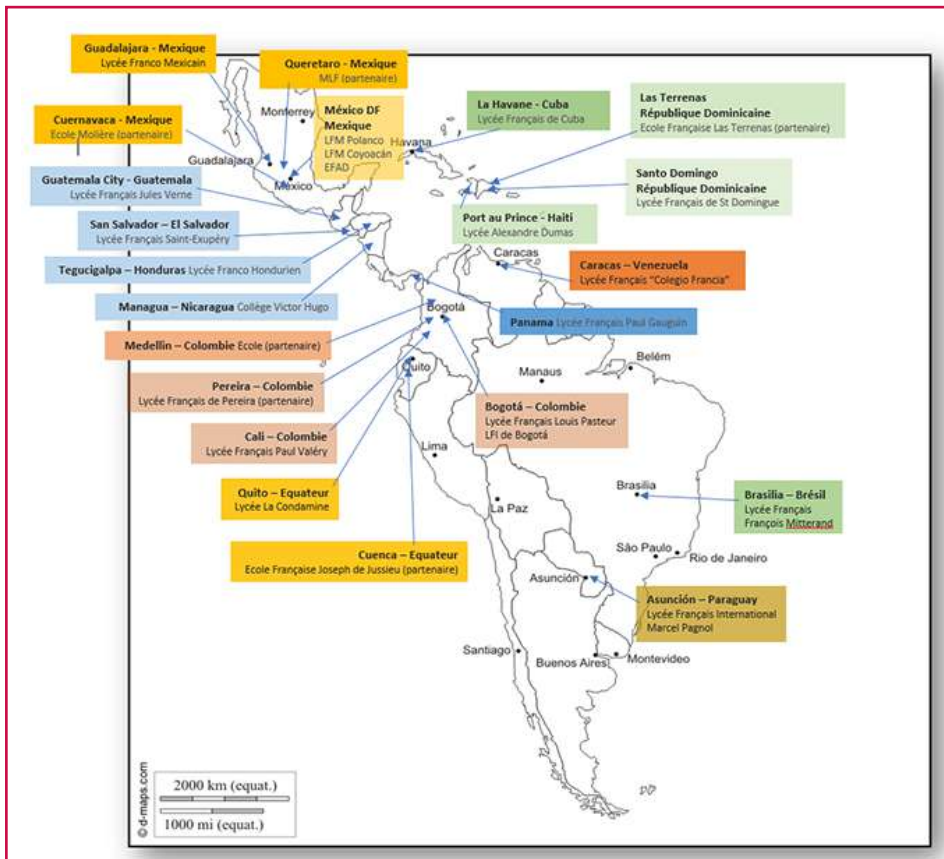 Guadalajara - Mexique
Lycée Franco Mexicain
Queretaro - Mexique
MLF (partenaire)
Cuernavaca - Mexique
Ecole Molière (partenaire)
Monterrey
México DF
Mexique
LFM Polanco
LFM Coyoacán
EFAD
La Havane - Cuba
Lycée Français de Cuba
Las Terrenas
République Dominicaine
Ecole Française Las Terrenas (partenaire)
Havana
Guadalajara
México
Guatemala City - Guatemala
Lycée Français Jules Verne
Santo Domingo
République Dominicaine
Lycée Français de St Domingue
San Salvador – El Salvador
Lycée Français Saint-Exupéry
Port au Prince - Haiti
Lycée Alexandre Dumas
Tegucigalpa – Honduras Lycée Franco Hondurien
Caracas
Caracas – Venezuela
Lycée Français "Colegio Francia"
Managua – Nicaragua Collège Victor Hugo
Bogotá
Panama Lycée Français Paul Gauguin
Medellin – Colombie Ecole (partenaire)
Quito
Manaus
Belém
Pereira – Colombie
Lycée Français de Pereira (partenaire)
Bogotá – Colombie
Lycée Français Louis Pasteur
LFI de Bogotá
Cali – Colombie
Lycée Français Paul Valéry
Lima
Quito – Equateur
Lycée La Condamine
La Paz
Brasilia
Brasilia – Brésil
Lycée Français
François Mitterand
Cuenca – Equateur
Ecole Française Joseph de Jussieu (partenaire)
São Paulo
Rio de Janeiro
Asunción
Asunción – Paraguay
Lycée Français International
Marcel Pagnol
Santiago
Buenos Aires
Montevideo
2000 km (equat.)
1000 mi (equat.)
© d-maps.com